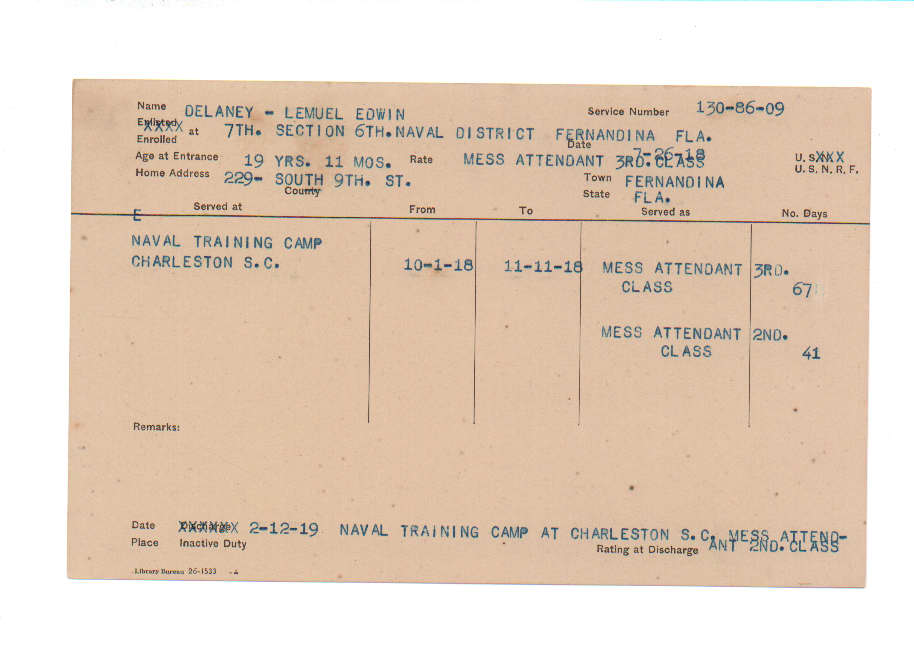 Name DELANEY - LEMUEL EDWIN Service Number 130-86-09
Enlisted XXXX at 7TH. SECTION 6TH.NAVAL DISTRICT FERNANDINA FLA.
Enrolled Date 7-26-18
Age at Entrance 19 YRS. 11 MOS. Rate MESS ATTENDANT 3RD.CLASS U.S.XXX
U.S.N.R.F.
Home Address 229- SOUTH 9TH. ST. Town FERNANDINA
County State FLA.
E Served at From To Served as No. Days
NAVAL TRAINING CAMP
CHARLESTON S.C. 10-1-18 11-11-18 MESS ATTENDANT 3RD.
CLASS 67
MESS ATTENDANT 2ND.
CLASS 41
Remarks:
Date Discharge XXXXXX 2-12-19 NAVAL TRAINING CAMP AT CHARLESTON S.C. MESS ATTEND-
Place Inactive Duty Rating at Discharge ANT 2ND.CLASS
Library Bureau 26-1533 -A